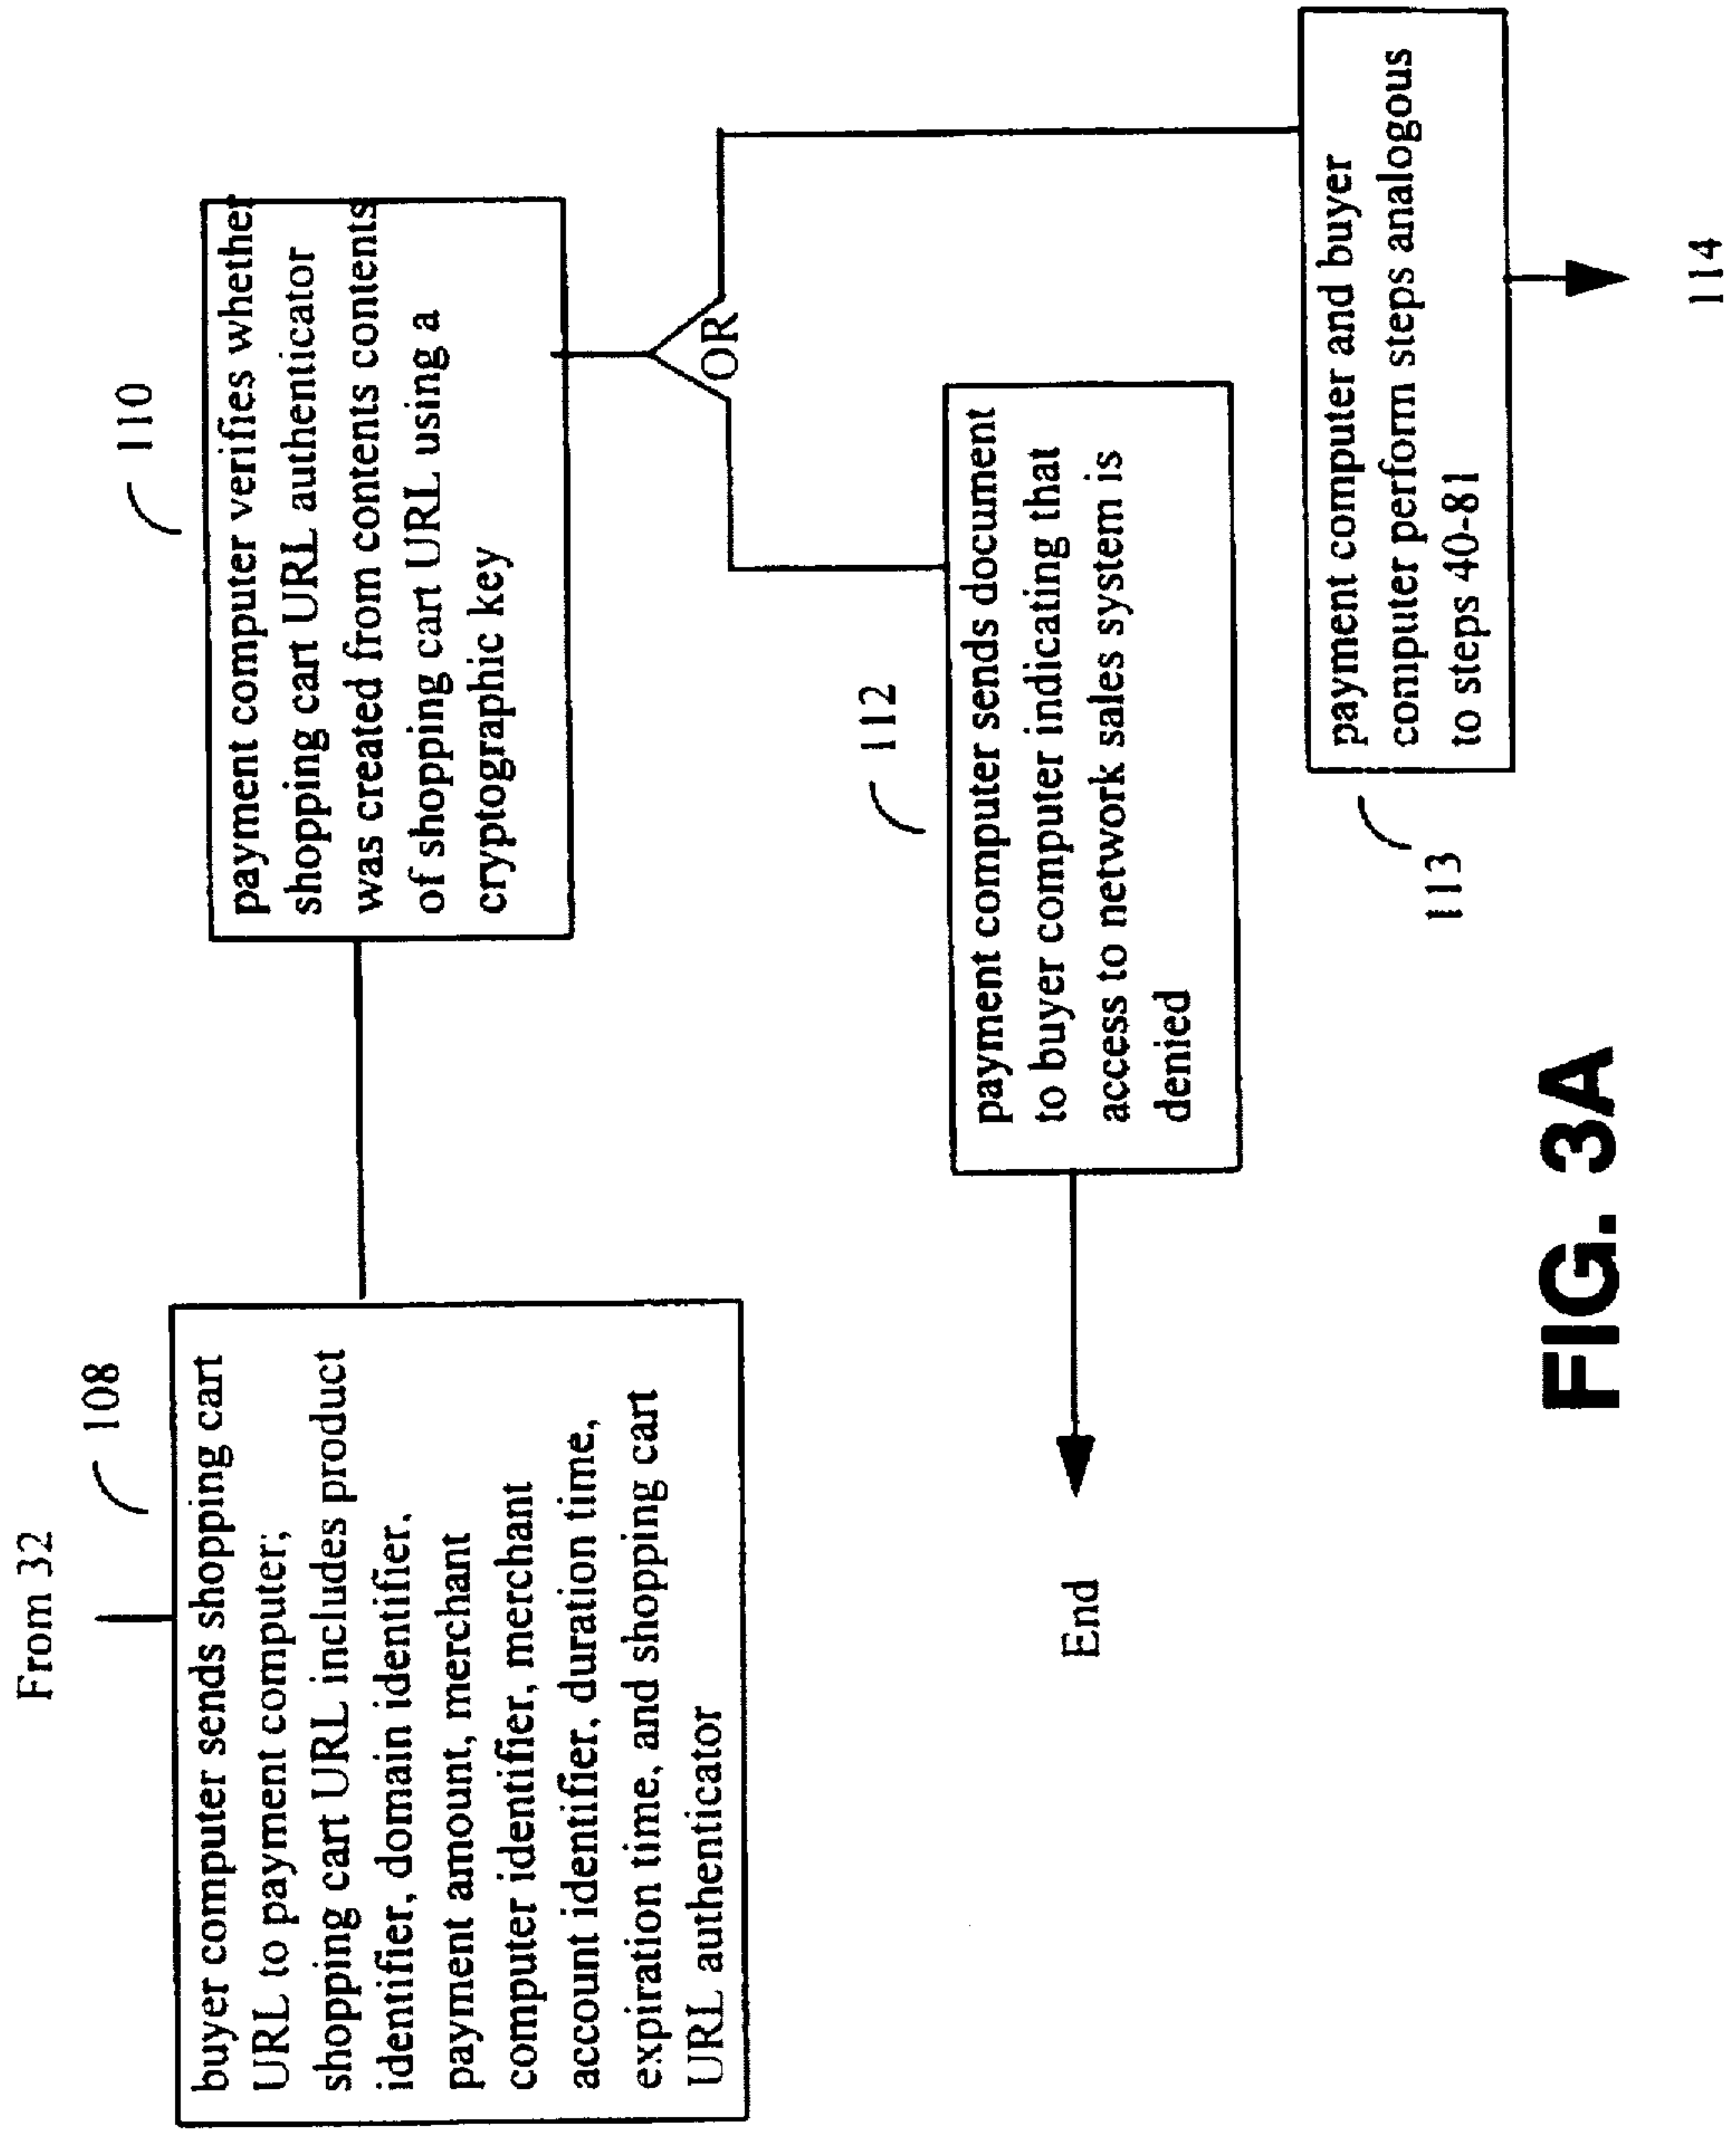 From 32
108
buyer computer sends shopping cart
URL to payment computer;
shopping cart URL includes product
identifier, domain identifier,
payment amount, merchant
computer identifier, merchant
account identifier, duration time,
expiration time, and shopping cart
URL authenticator
110
payment computer verifies whether
shopping cart URL authenticator
was created from contents contents
of shopping cart URL using a
cryptographic key
OR
112
payment computer sends document
to buyer computer indicating that
access to network sales system is
denied
End
113
payment computer and buyer
computer perform steps analogous
to steps 40-81
114
FIG. 3A